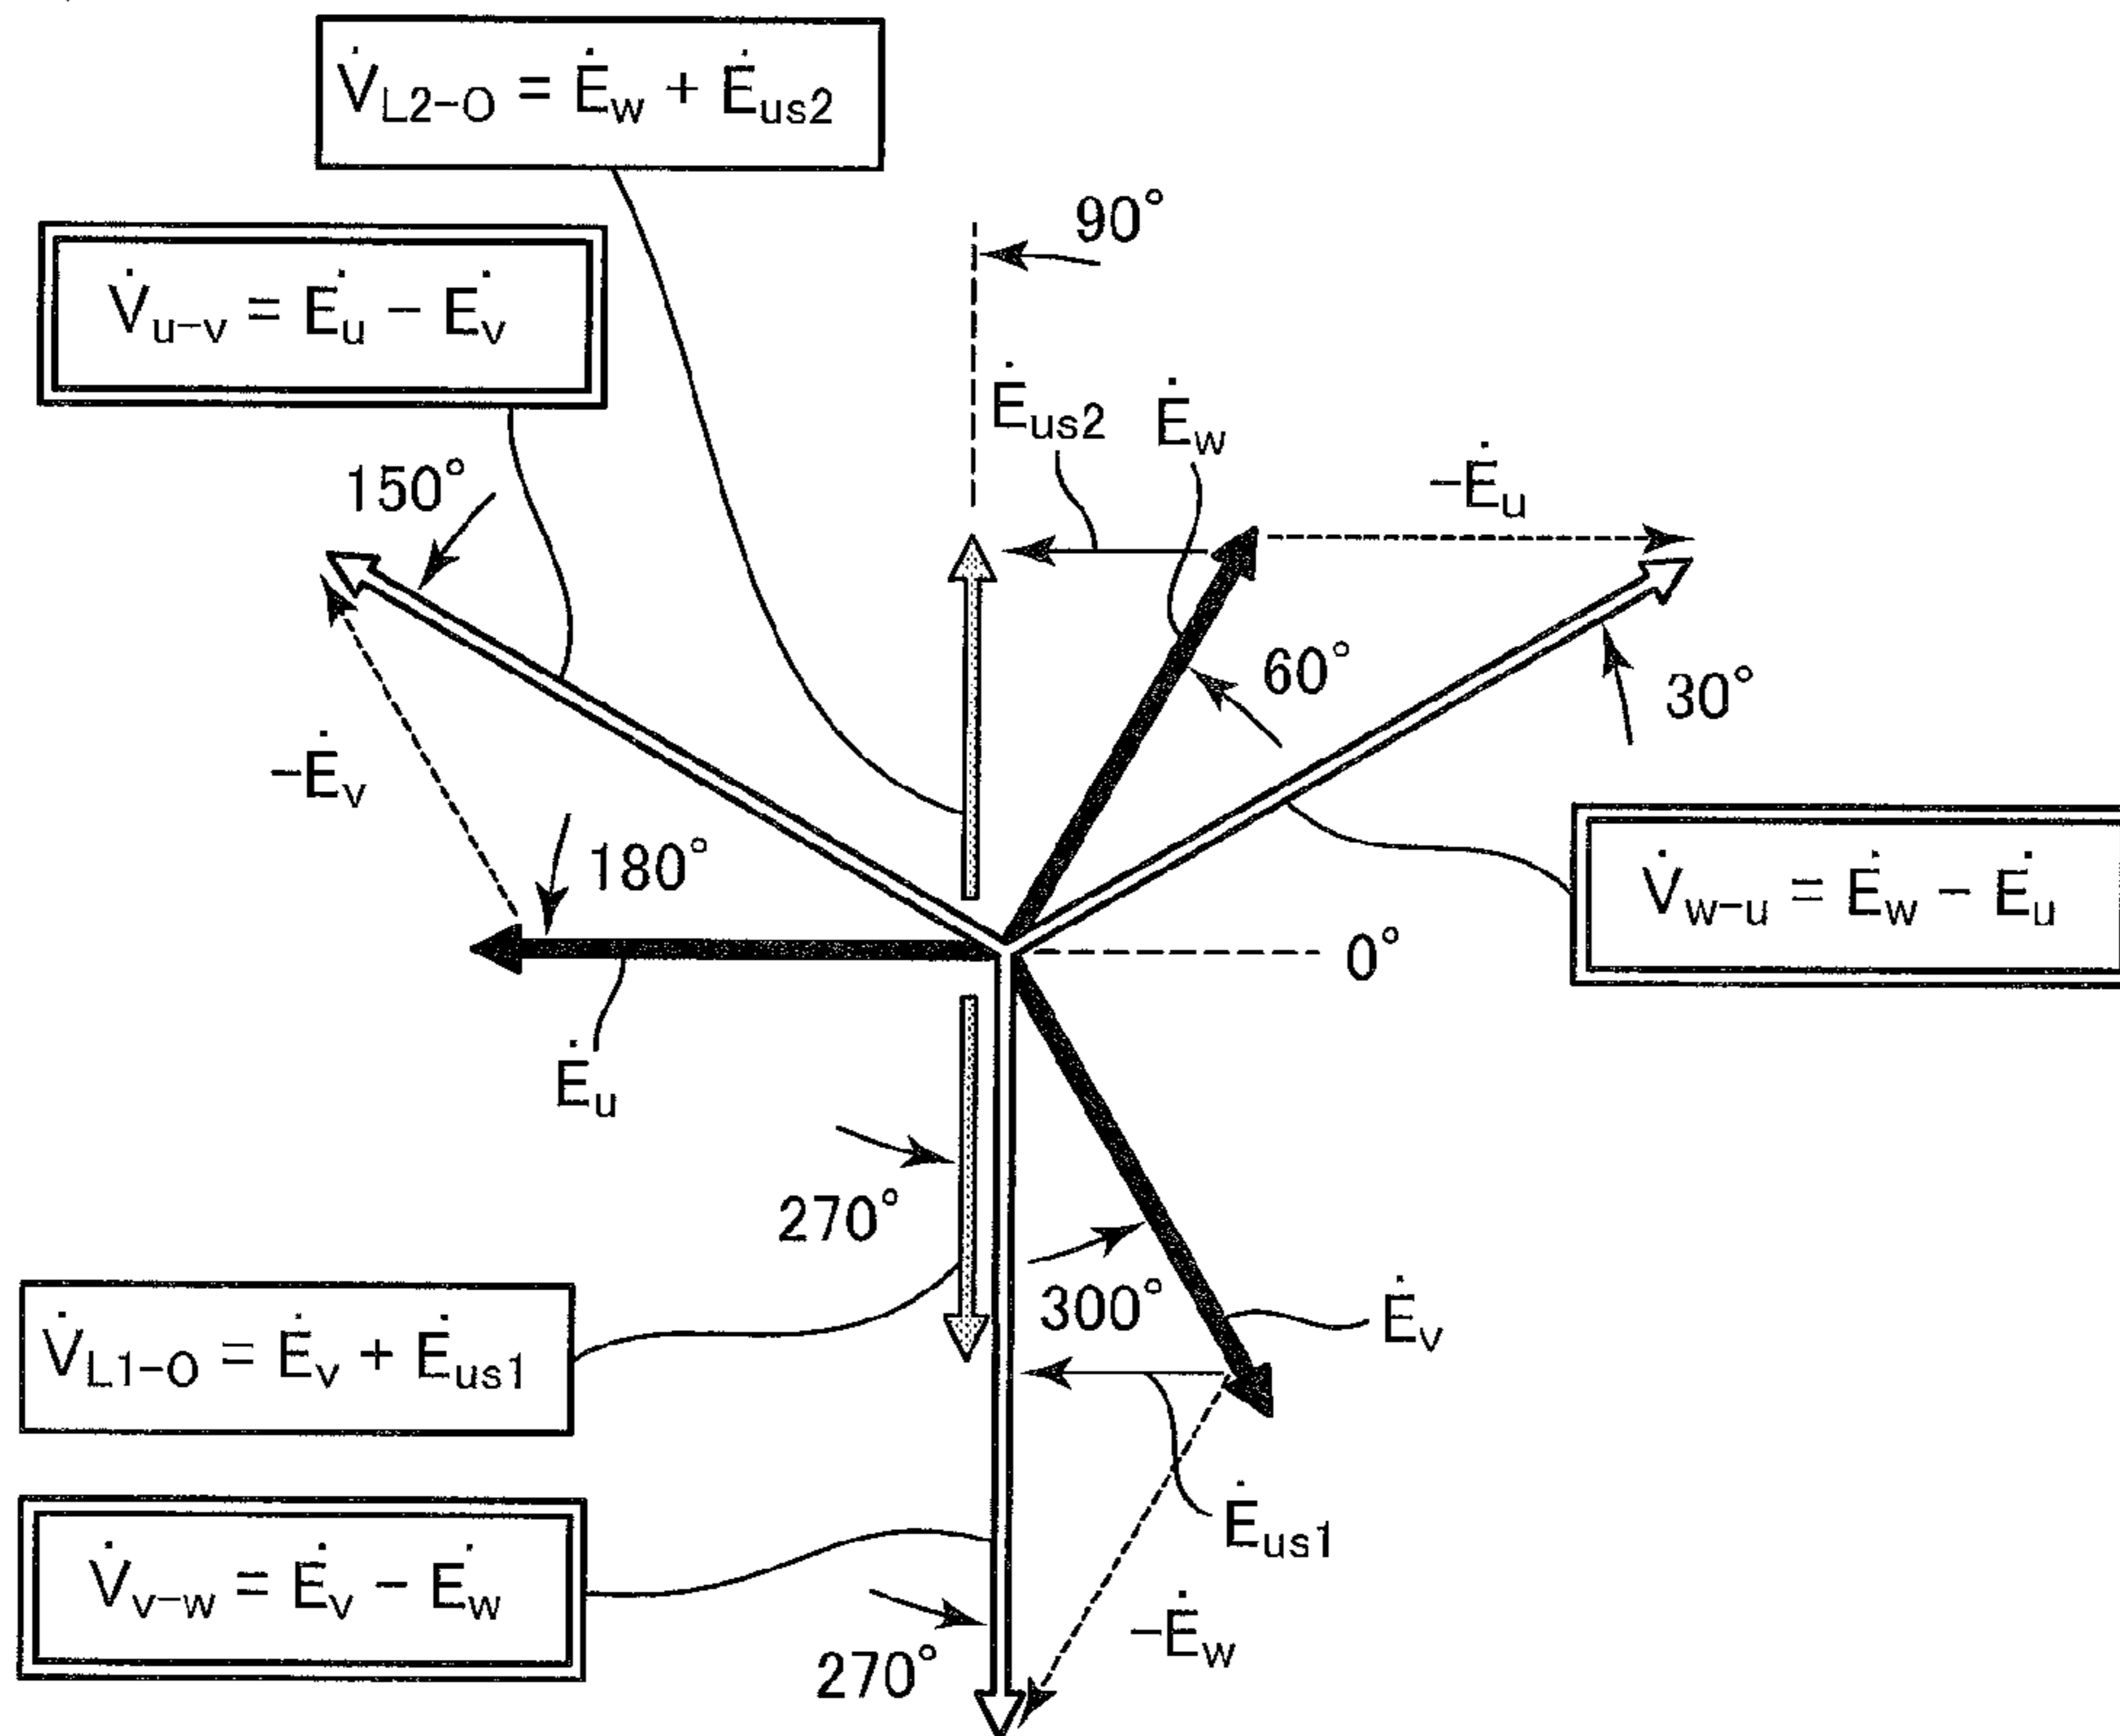 V̇L2-O = Ėw + Ėus2
90°
V̇u-v = Ėu - Ėv
Ėus2
Ėw
-Ėu
150°
60°
30°
-Ėv
180°
V̇w-u = Ėw - Ėu
0°
Ėu
270°
300°
Ėv
V̇L1-O = Ėv + Ėus1
Ėus1
V̇v-w = Ėv - Ėw
-Ėw
270°